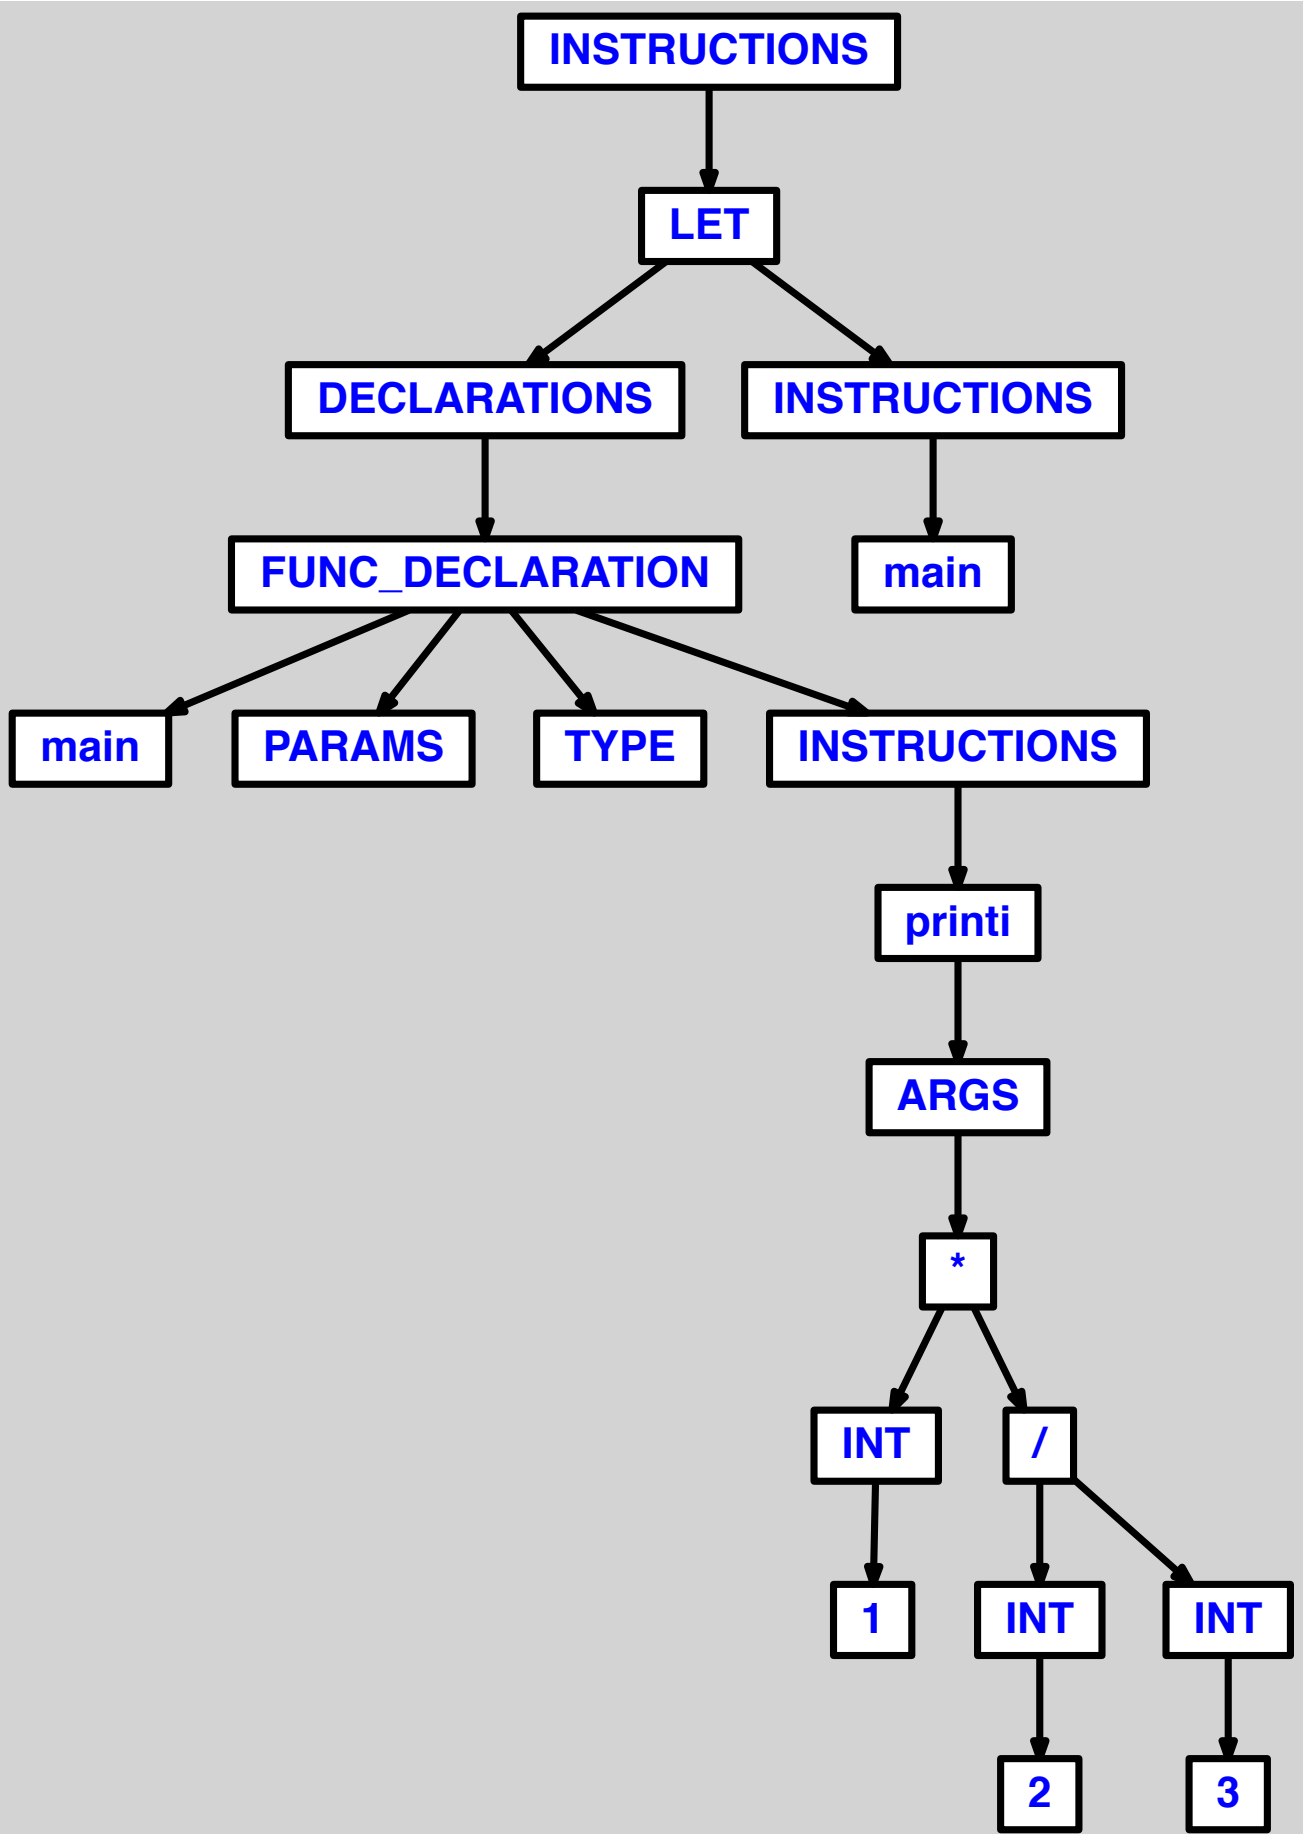 INSTRUCTIONS
LET
DECLARATIONS
INSTRUCTIONS
FUNC_DECLARATION
main
main
PARAMS
TYPE
INSTRUCTIONS
printi
ARGS
*
INT
/
1
INT
INT
2
3